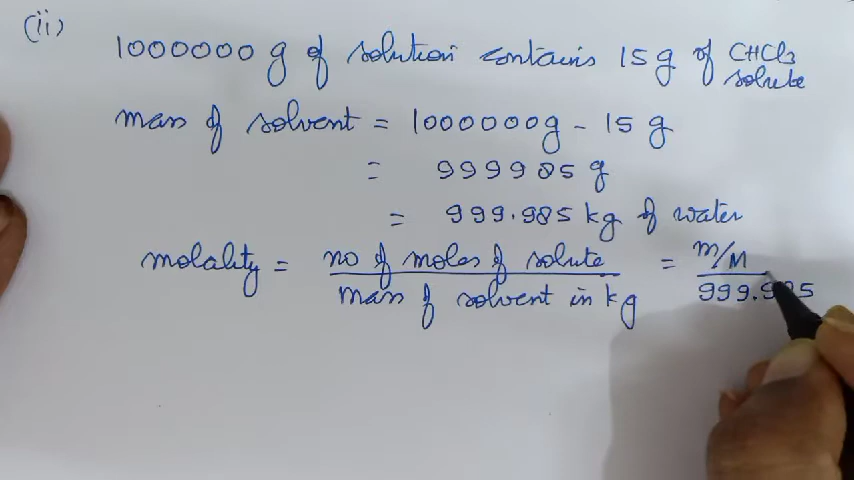 (ii)
1000000 g of solution contains 15 g of CHCl3 solute
mass of solvent = 1000000g - 15 g
= 999985 g
= 999.985 kg of water
molality = no of moles of solute / mass of solvent in kg = m/M / 999.985